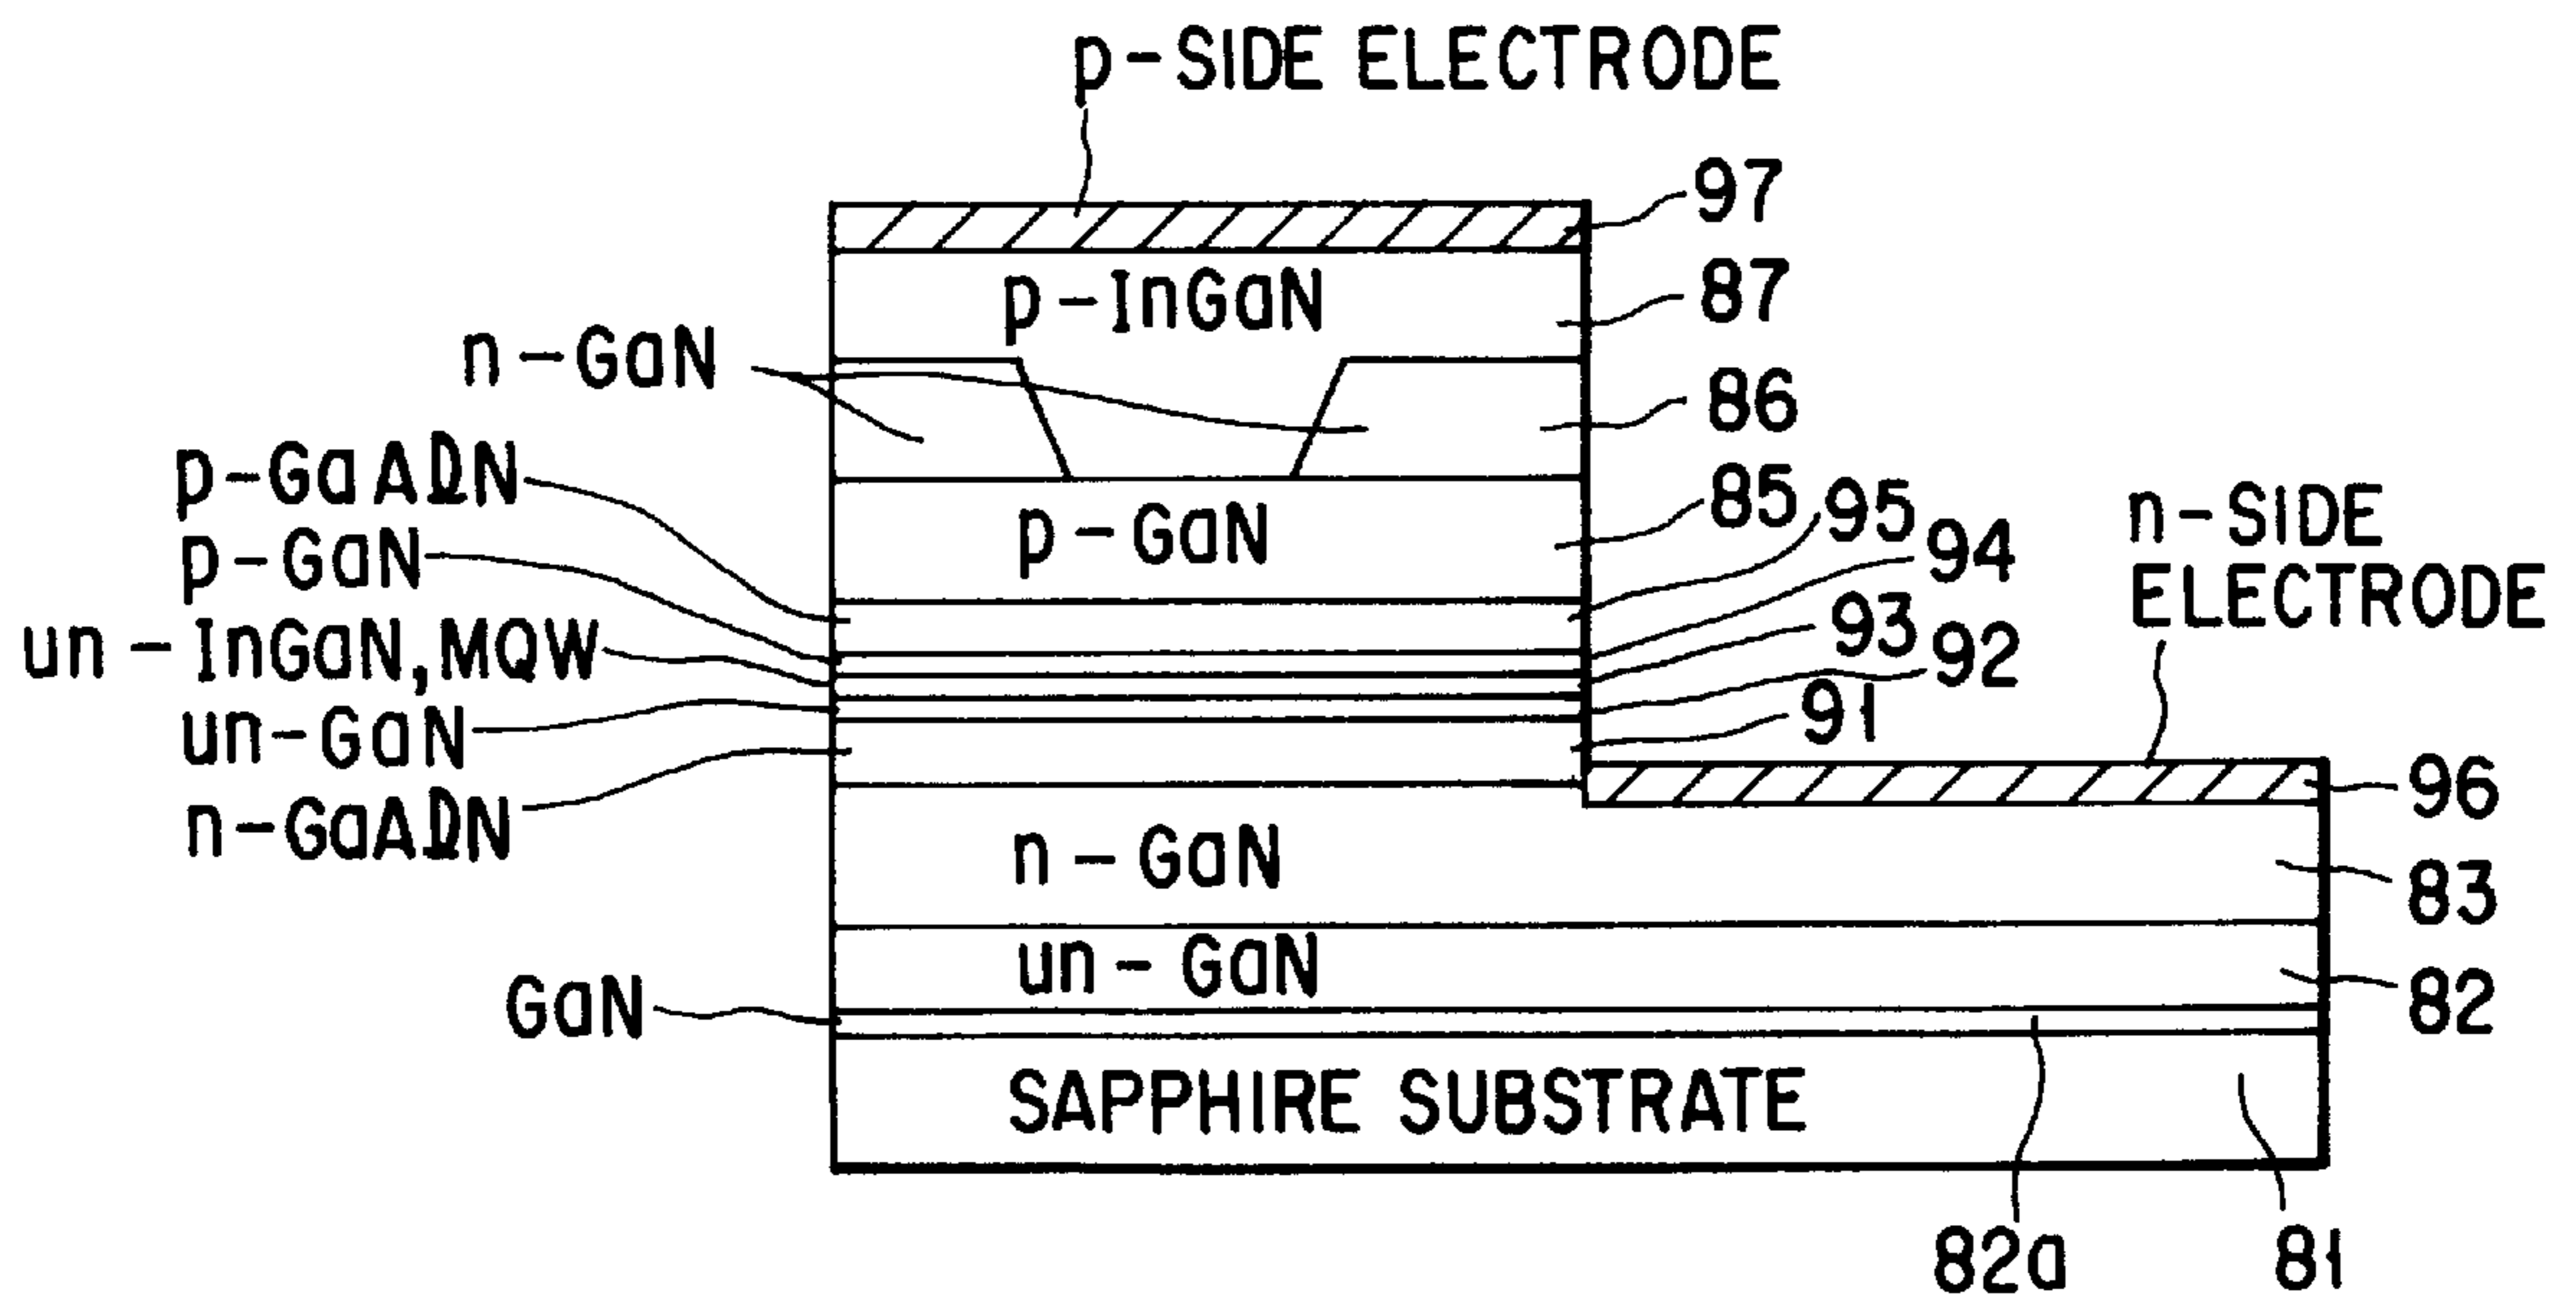 p-SIDE ELECTRODE
97
p-InGaN
87
n-GaN
86
p-GaAlN
p-GaN
85
95
94
p-GaN
n-SIDE
ELECTRODE
un-InGaN,MQW
93
92
un-GaN
91
n-GaAlN
96
n-GaN
83
un-GaN
82
GaN
SAPPHIRE SUBSTRATE
82a
81